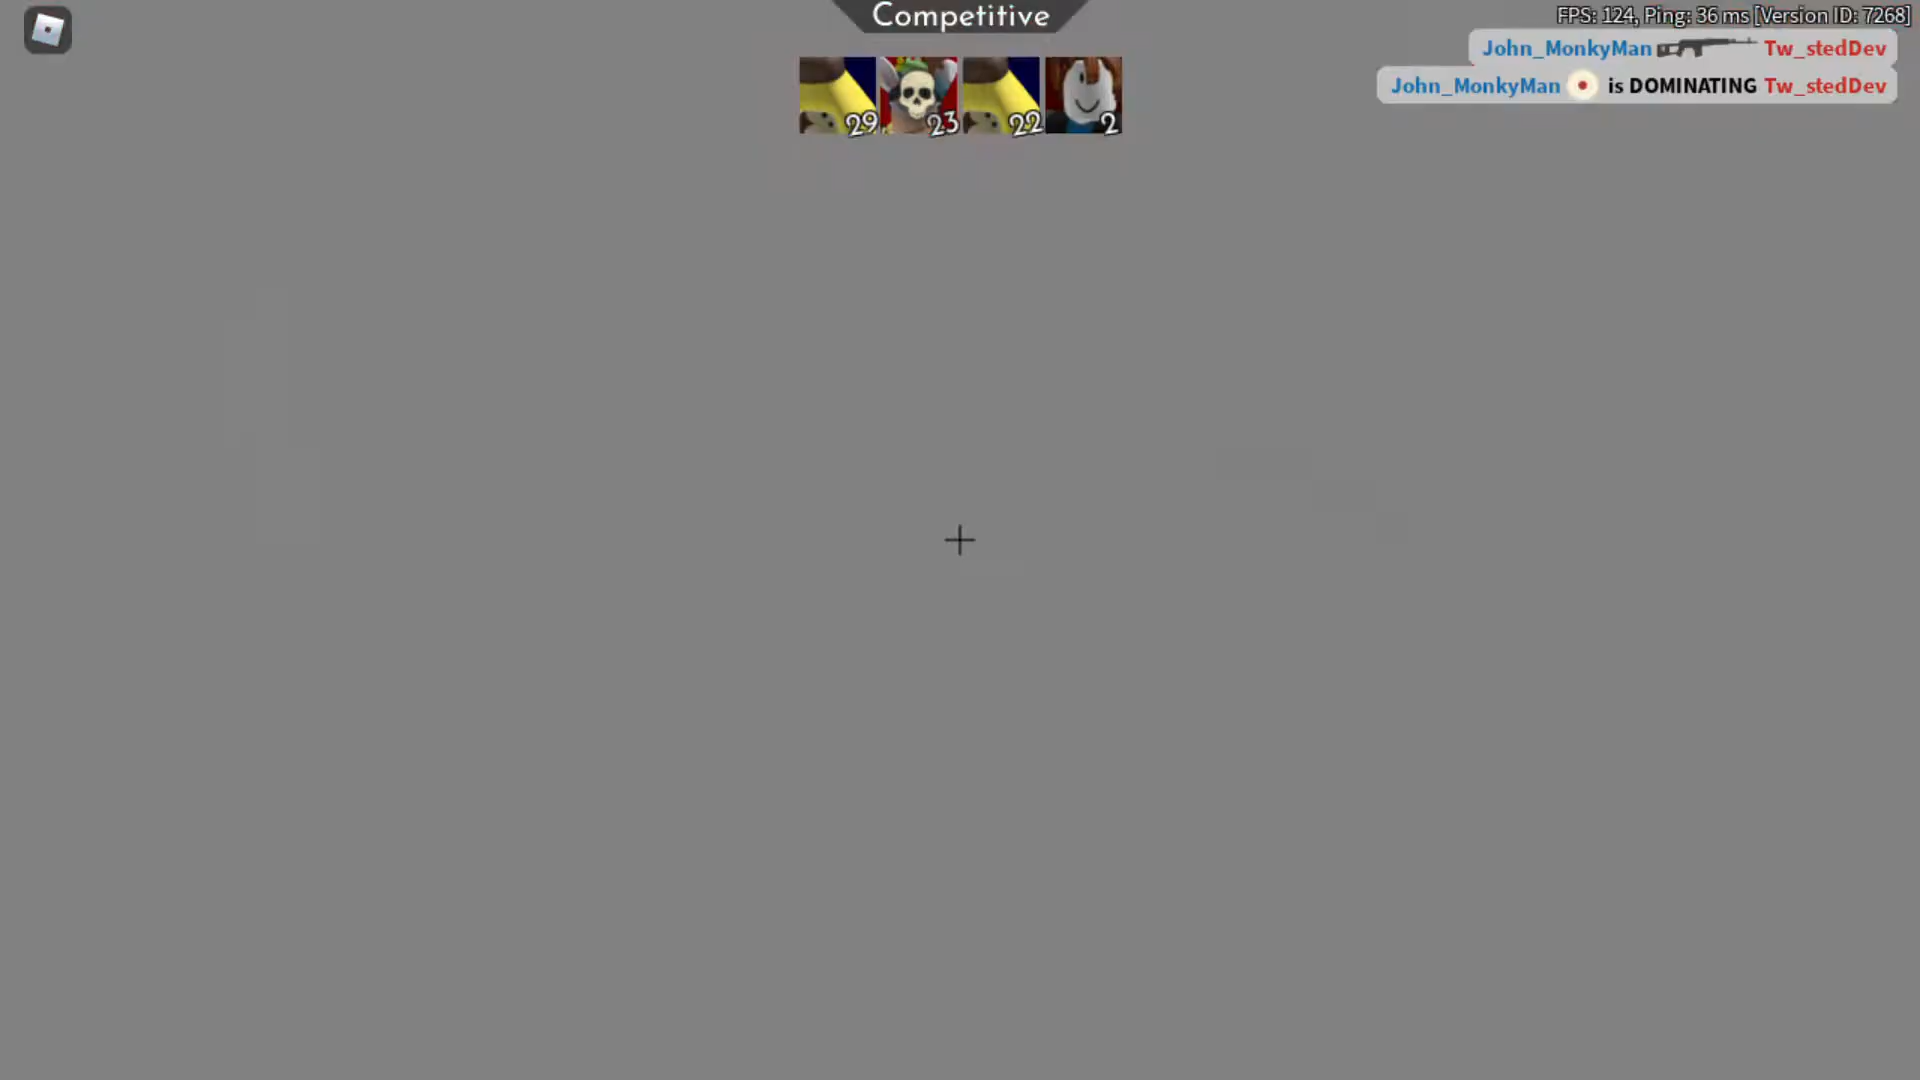 Competitive
FPS: 124, Ping: 36 ms [Version ID: 7268]
John_MonkyMan Tw_stedDev
John_MonkyMan is DOMINATING Tw_stedDev
29 23 22 2